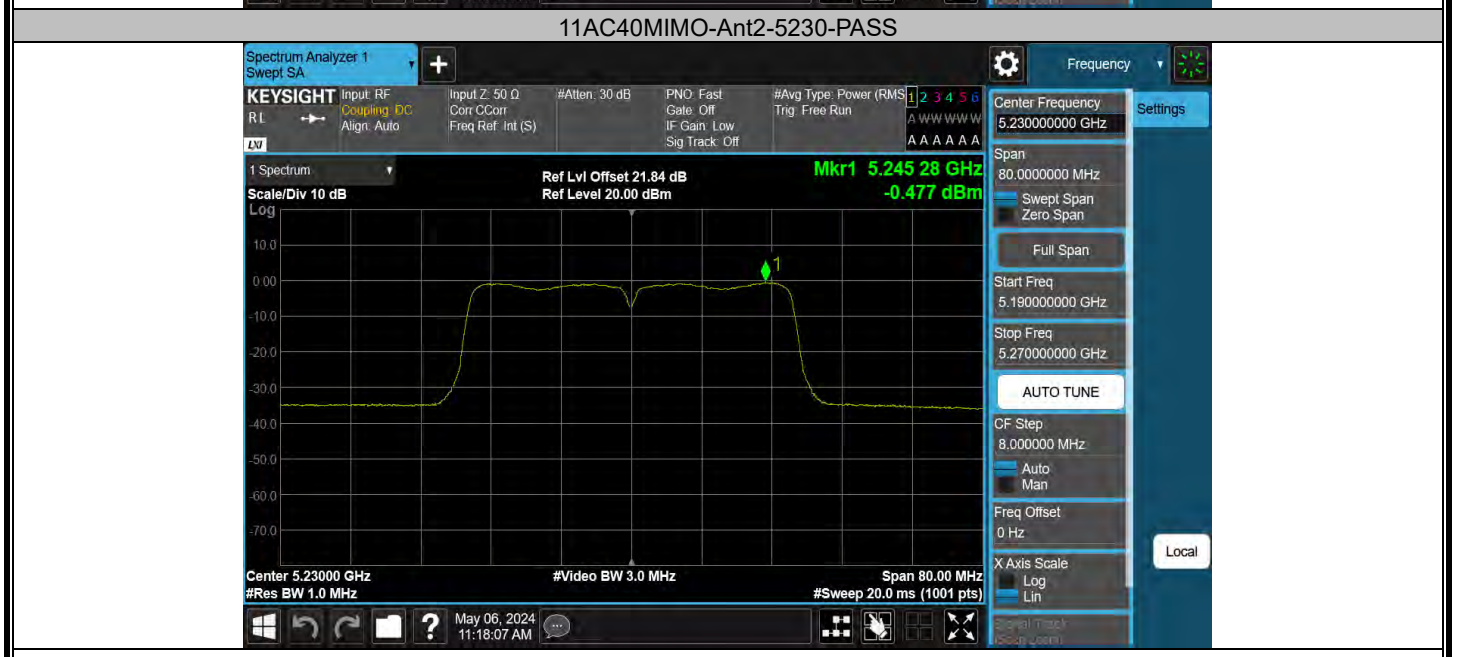 11AC40MIMO-Ant2-5230-PASS
Spectrum Analyzer 1
Swept SA
Frequency
KEYSIGHT
R L
LXI
Input: RF
Coupling: DC
Align: Auto
Input Z: 50 Ω
Corr CCorr
Freq Ref: Int (S)
#Atten: 30 dB
PNO: Fast
Gate: Off
IF Gain: Low
Sig Track: Off
#Avg Type: Power (RMS
Trig: Free Run
1 2 3 4 5 6
A WW WW W
A A A A A A
1 Spectrum
Scale/Div 10 dB
Log
Ref Lvl Offset 21.84 dB
Ref Level 20.00 dBm
Mkr1 5.245 28 GHz
-0.477 dBm
10.0
0.00
-10.0
-20.0
-30.0
-40.0
-50.0
-60.0
-70.0
1
Center 5.23000 GHz
#Res BW 1.0 MHz
#Video BW 3.0 MHz
Span 80.00 MHz
#Sweep 20.0 ms (1001 pts)
Center Frequency
5.230000000 GHz
Settings
Span
80.0000000 MHz
Swept Span
Zero Span
Full Span
Start Freq
5.190000000 GHz
Stop Freq
5.270000000 GHz
AUTO TUNE
CF Step
8.000000 MHz
Auto
Man
Freq Offset
0 Hz
X Axis Scale
Log
Lin
Local
?
May 06, 2024
11:18:07 AM